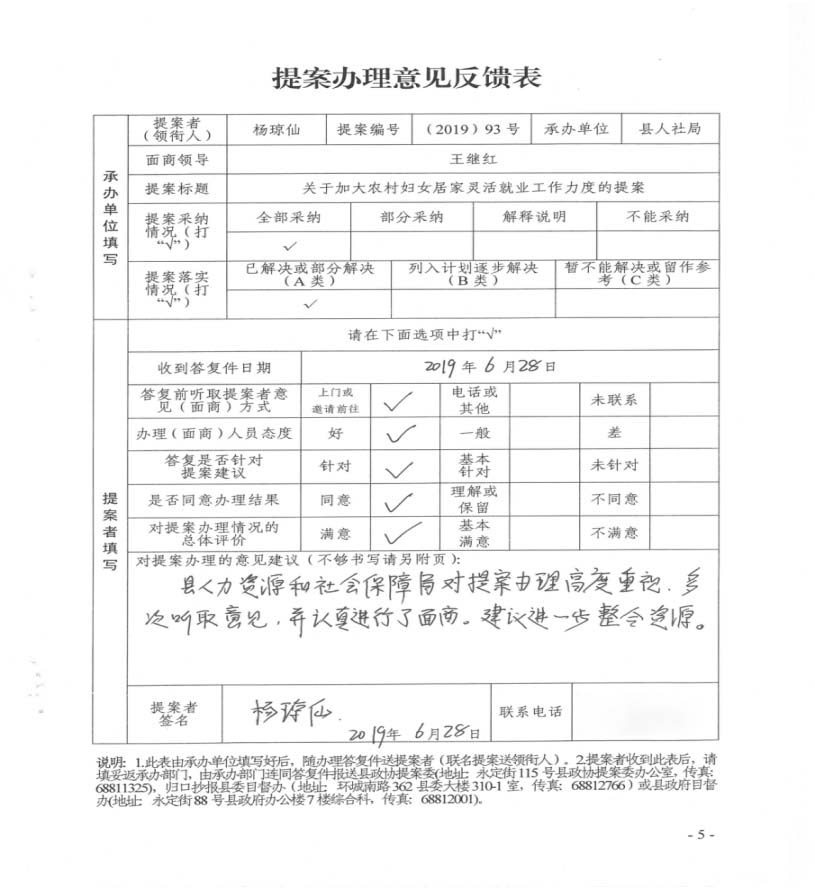 提案办理意见反馈表
提案者
（领衔人）
杨琼仙
提案编号
（2019）93 号
承办单位
县人社局
承办单位填写
面商领导
王继红
提案标题
关于加大农村妇女居家灵活就业工作力度的提案
提案采纳
情况（打
“√”）
全部采纳
部分采纳
解释说明
不能采纳
√
提案落实
情况（打
“√”）
已解决或部分解决
（A 类）
列入计划逐步解决
（B 类）
暂不能解决或留作参
考（C 类）
√
提案者填写
请在下面选项中打“√”
收到答复件日期
2019 年 6 月 28 日
答复前听取提案者意
见（面商）方式
上门或
邀请前往
√
电话或
其他
未联系
办理（面商）人员态度
好
√
一般
差
答复是否针对
提案建议
针对
√
基本
针对
未针对
是否同意办理结果
同意
√
理解或
保留
不同意
对提案办理情况的
总体评价
满意
√
基本
满意
不满意
对提案办理的意见建议（不够书写请另附页）：
县人力资源和社会保障局对提案办理高度重视，多
次听取意见，并认真进行了面商。建议进一步整合资源。
提案者
签名
杨琼仙
2019年 6月28日
联系电话
说明：1.此表由承办单位填写好后，随办理答复件送提案者（联名提案送领衔人）。2.提案者收到此表后，请
填妥返承办部门，由承办部门连同答复件报送县政协提案委(地址：永定街 115 号县政协提案委办公室，传真：
68811325)，归口抄报县委目督办（地址：环城南路 362 县委大楼 310-1 室，传真：68812766）或县政府目督
办(地址：永定街 88 号县政府办公楼 7 楼综合科，传真：68812001)。
- 5 -